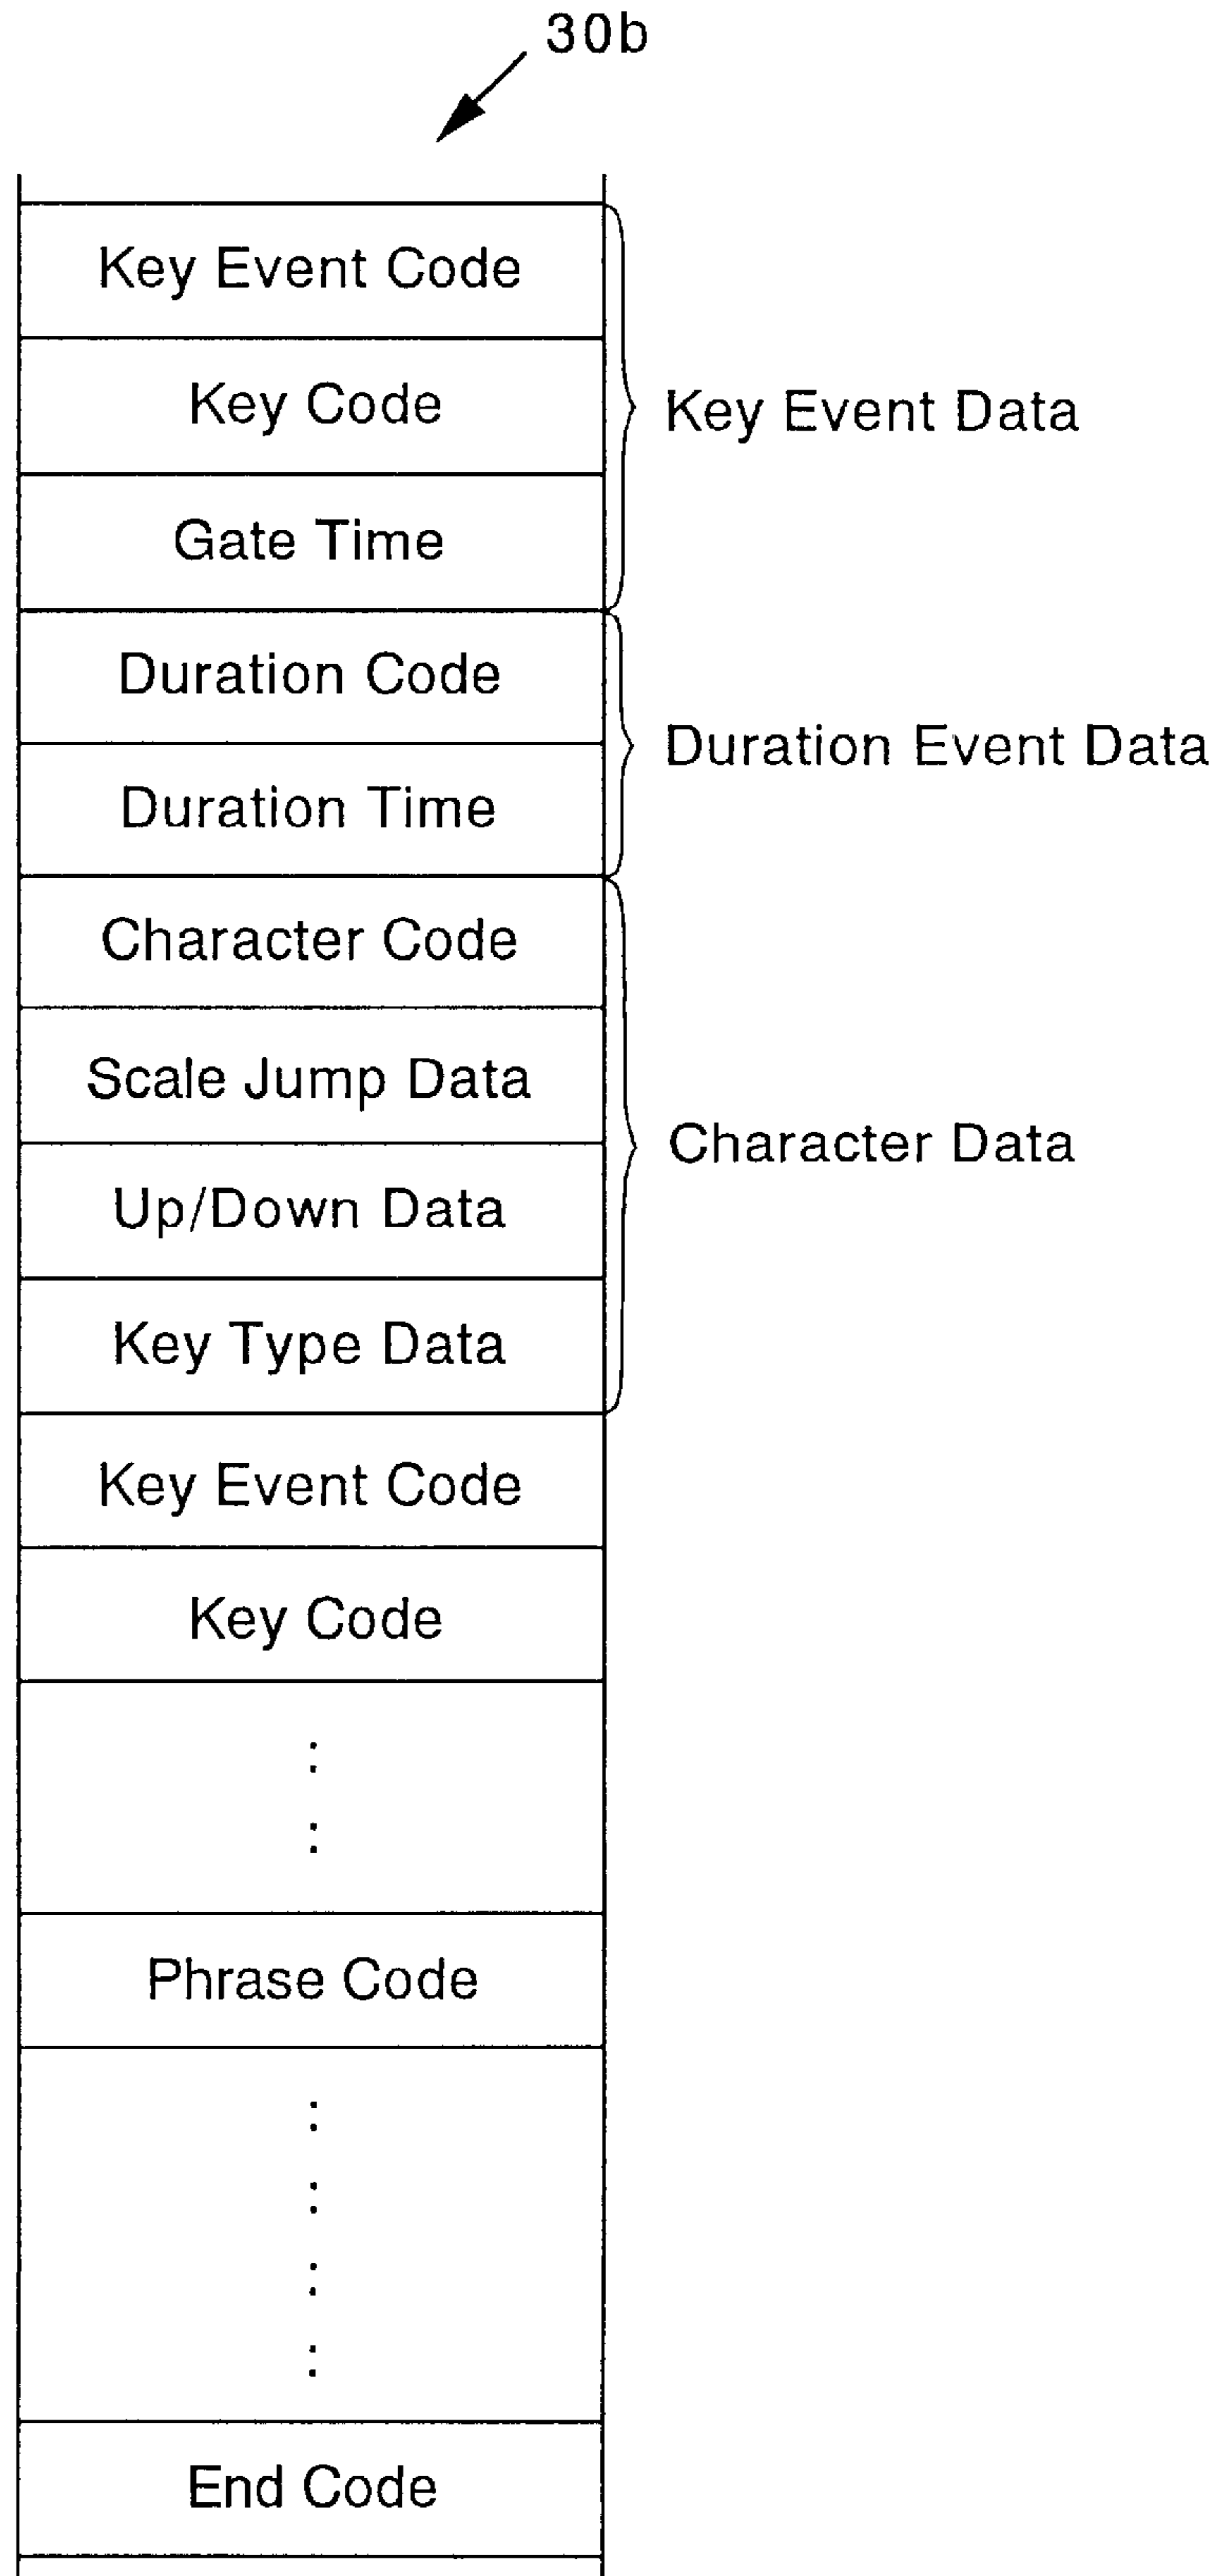 30b
Key Event Code
Key Code
Key Event Data
Gate Time
Duration Code
Duration Event Data
Duration Time
Character Code
Scale Jump Data
Character Data
Up/Down Data
Key Type Data
Key Event Code
Key Code
:
:
Phrase Code
:
:
:
:
End Code